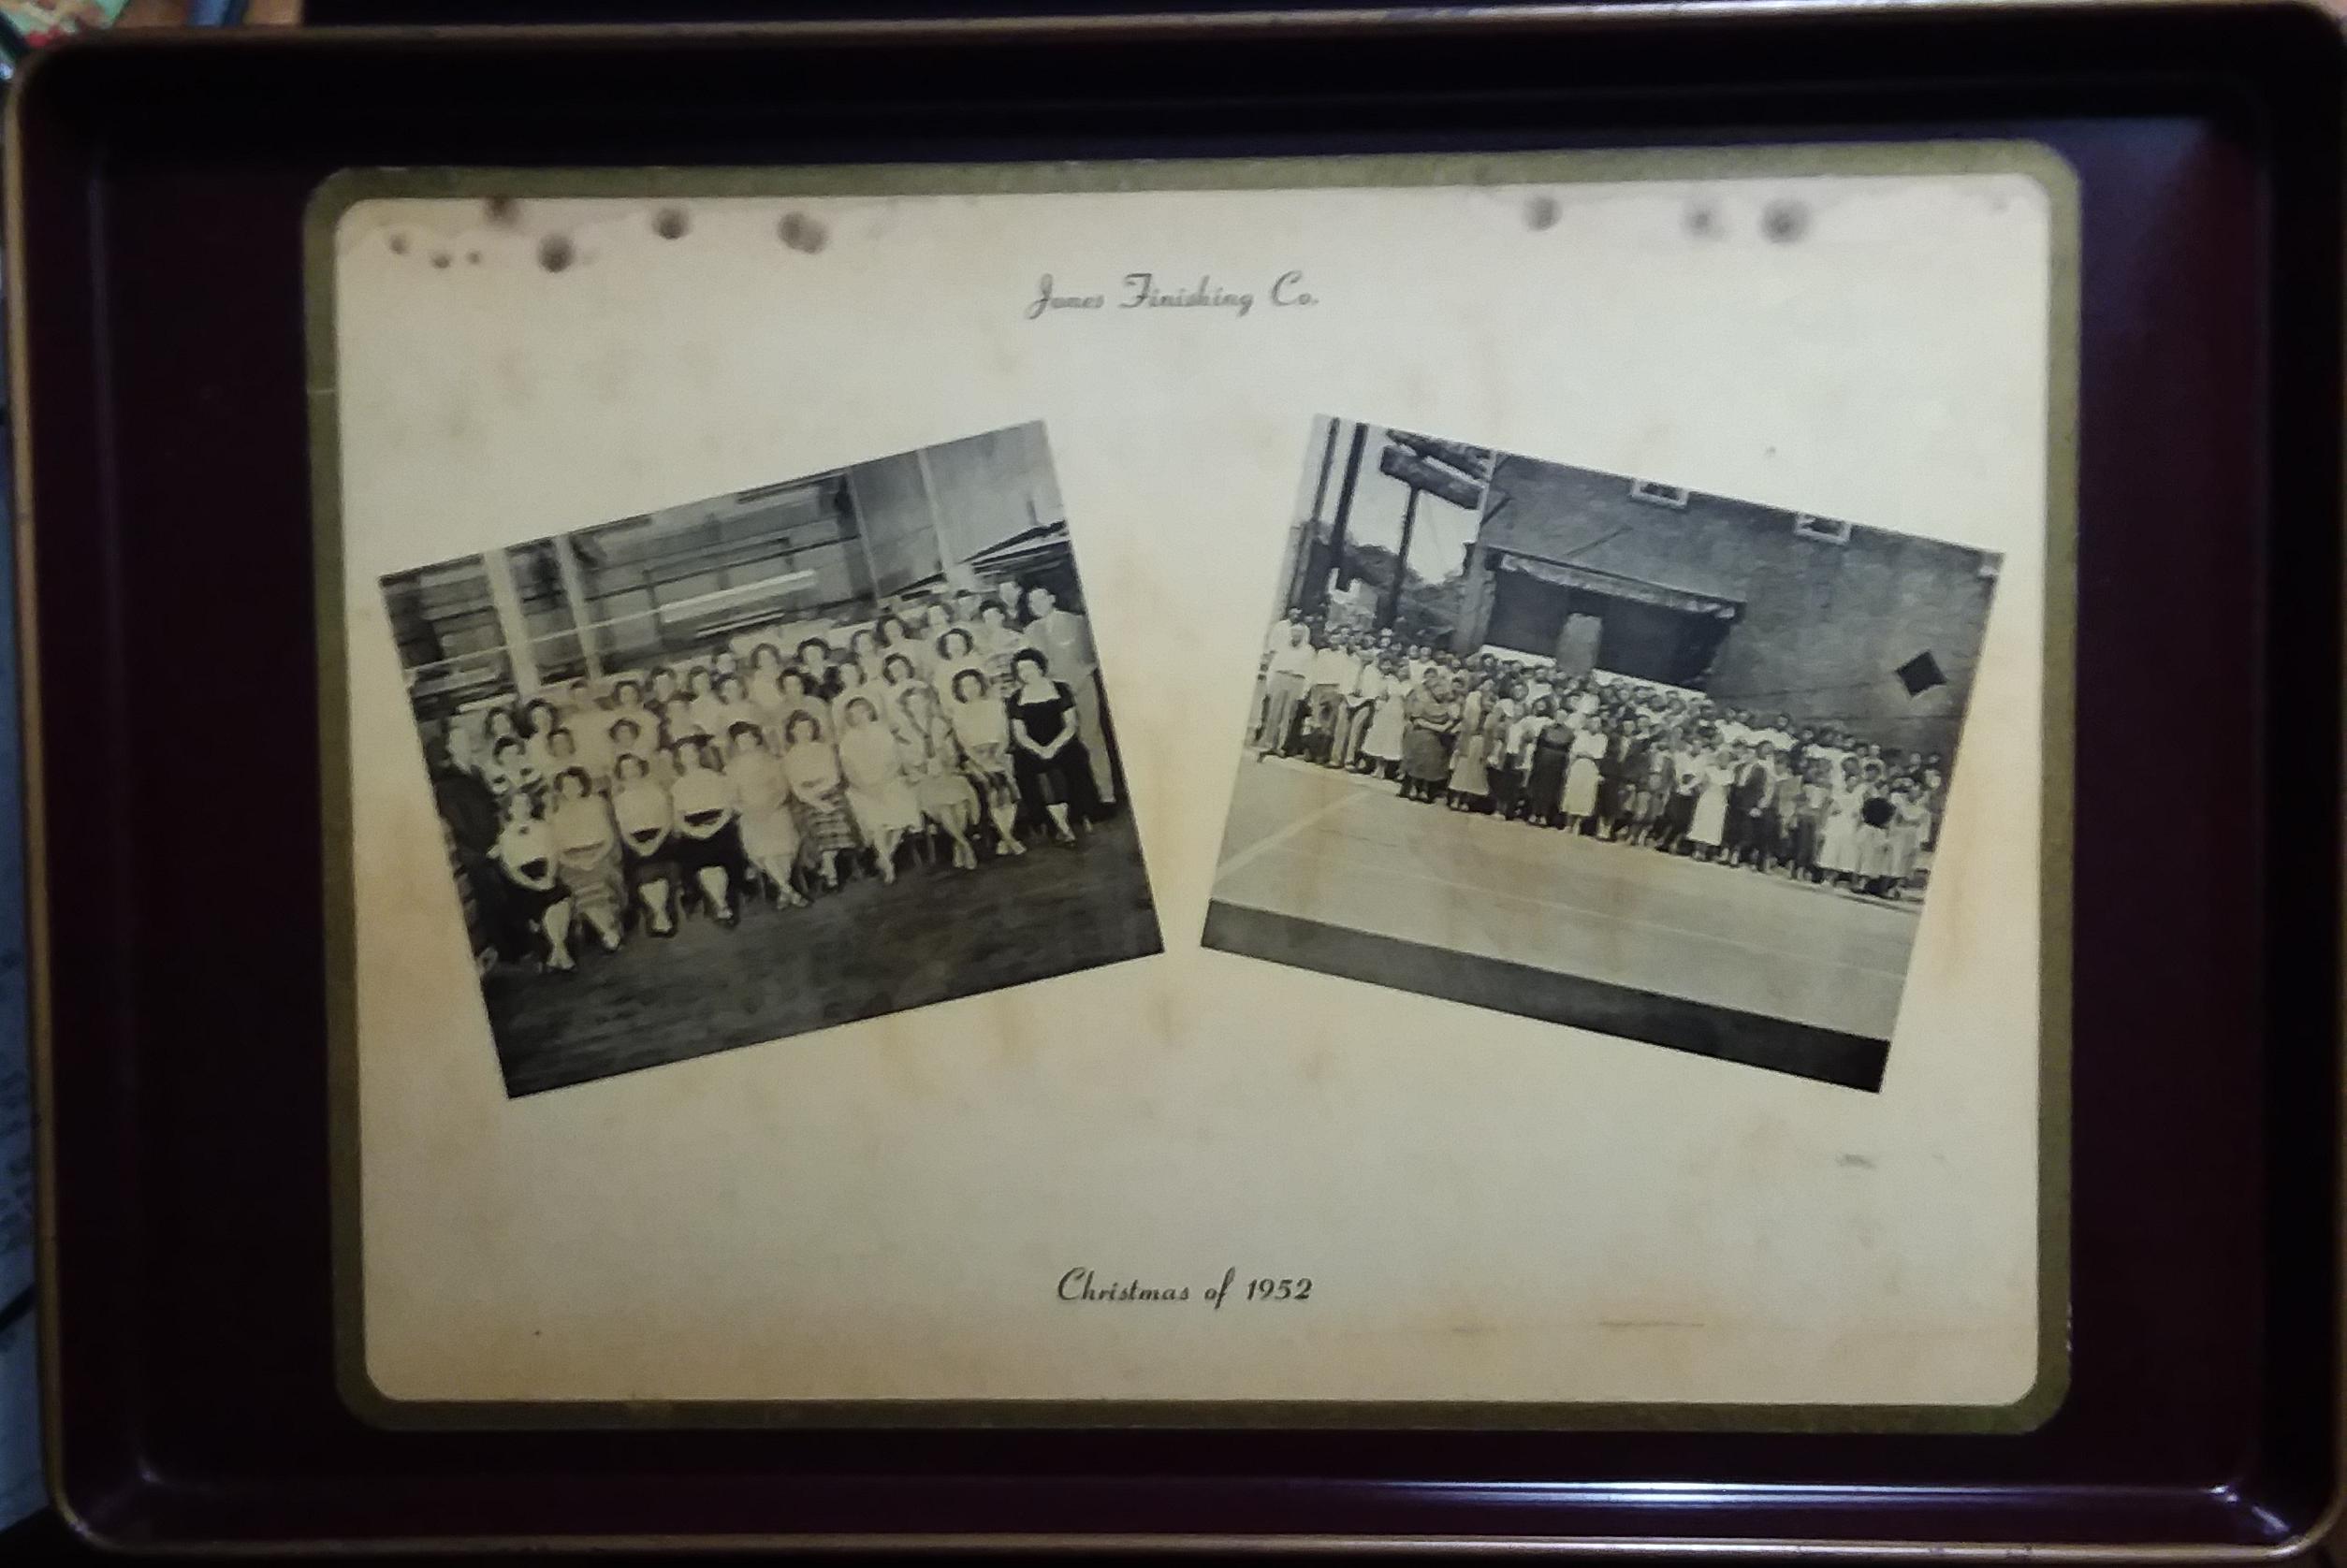 Jones Finishing Co.
Christmas of 1952